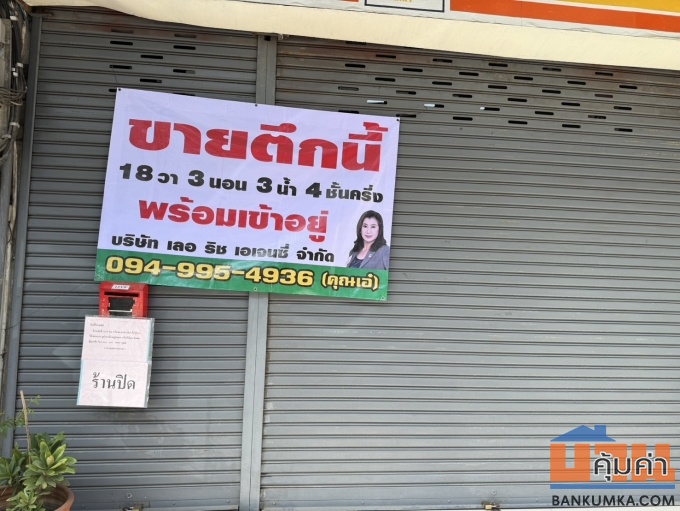 ขายตึกนี้
18 วา 3 นอน 3 น้ำ 4 ชั้นครึ่ง
พร้อมเข้าอยู่
บริษัท เลอ ริช เอเจนซี่ จำกัด
094-995-4936 (คุณเอ๋)
ร้านปิด
บ้าน
คุ้มค่า
BANKUMKA.COM